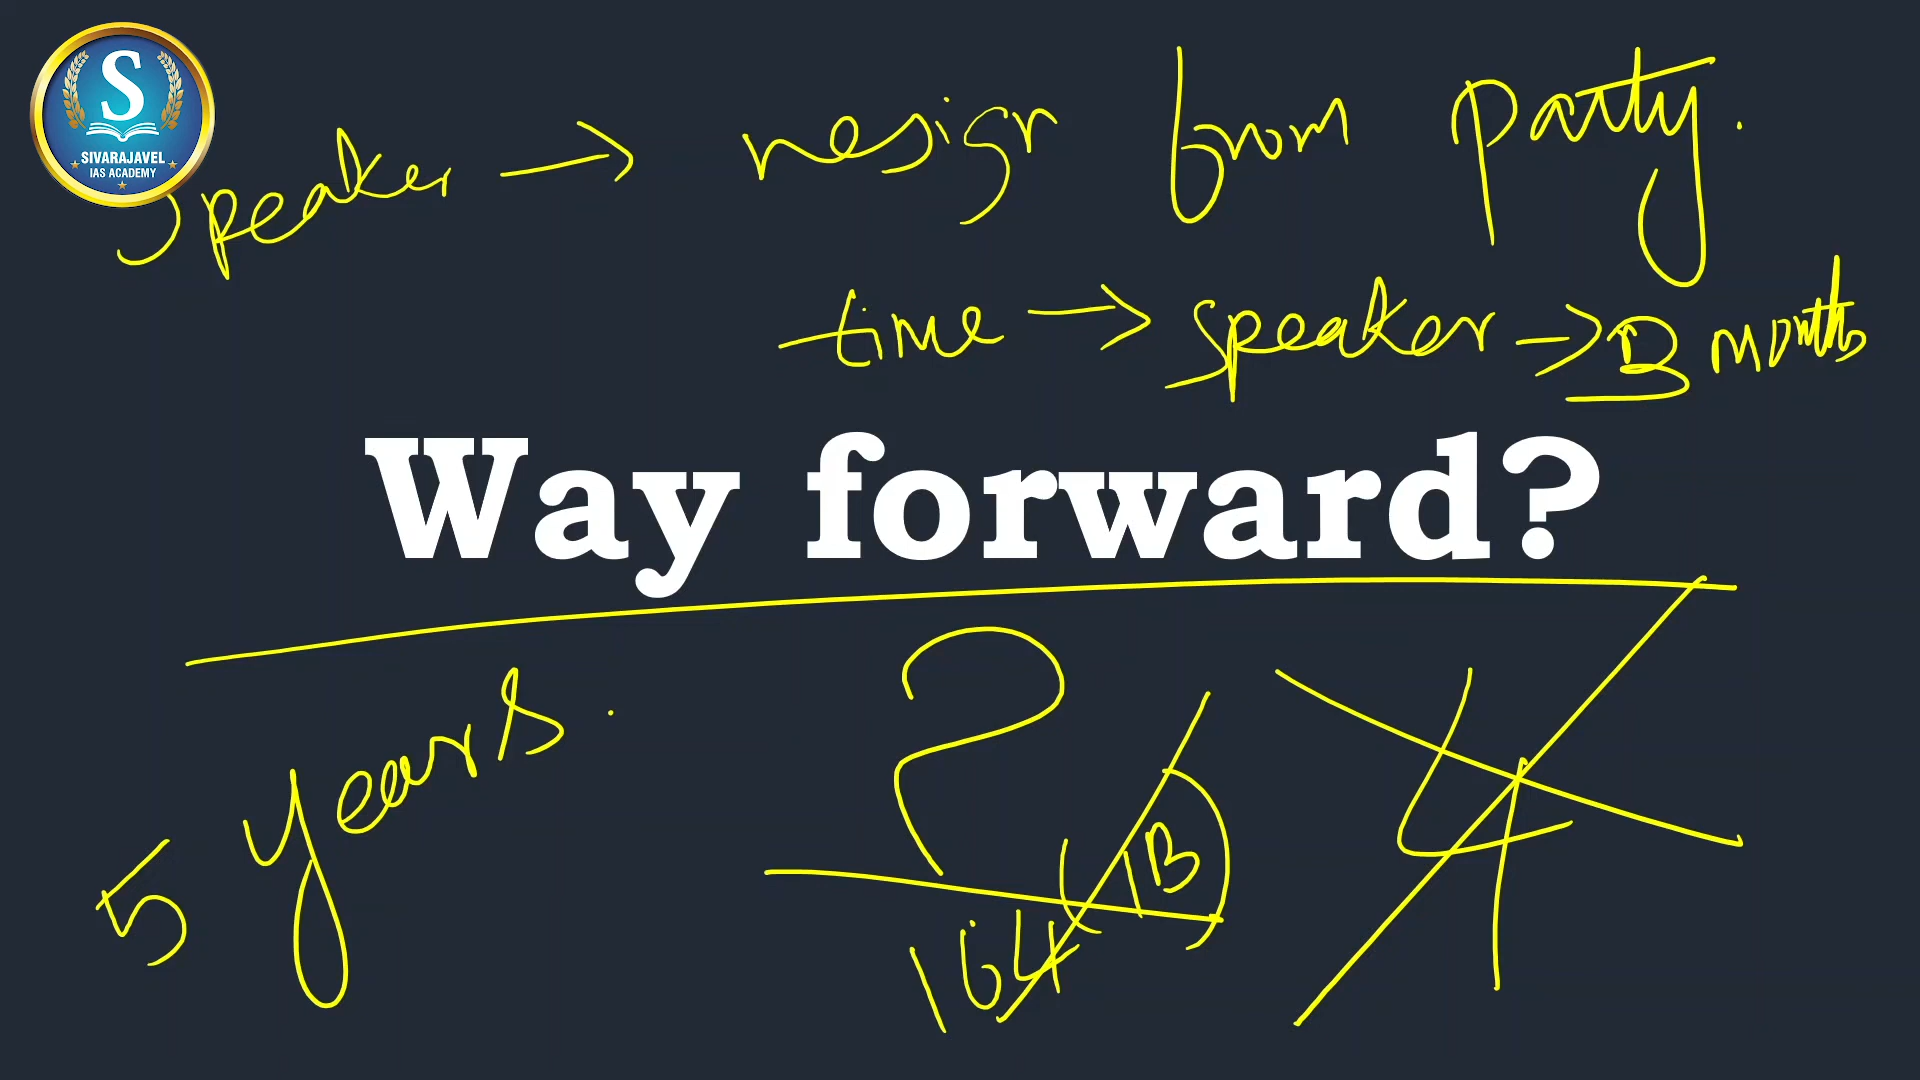 S
SIVARAJAVEL
IAS ACADEMY
Speaker → resign from party.
time → speaker → 3 months
Way forward?
5 years.
2
4
164 (1B)